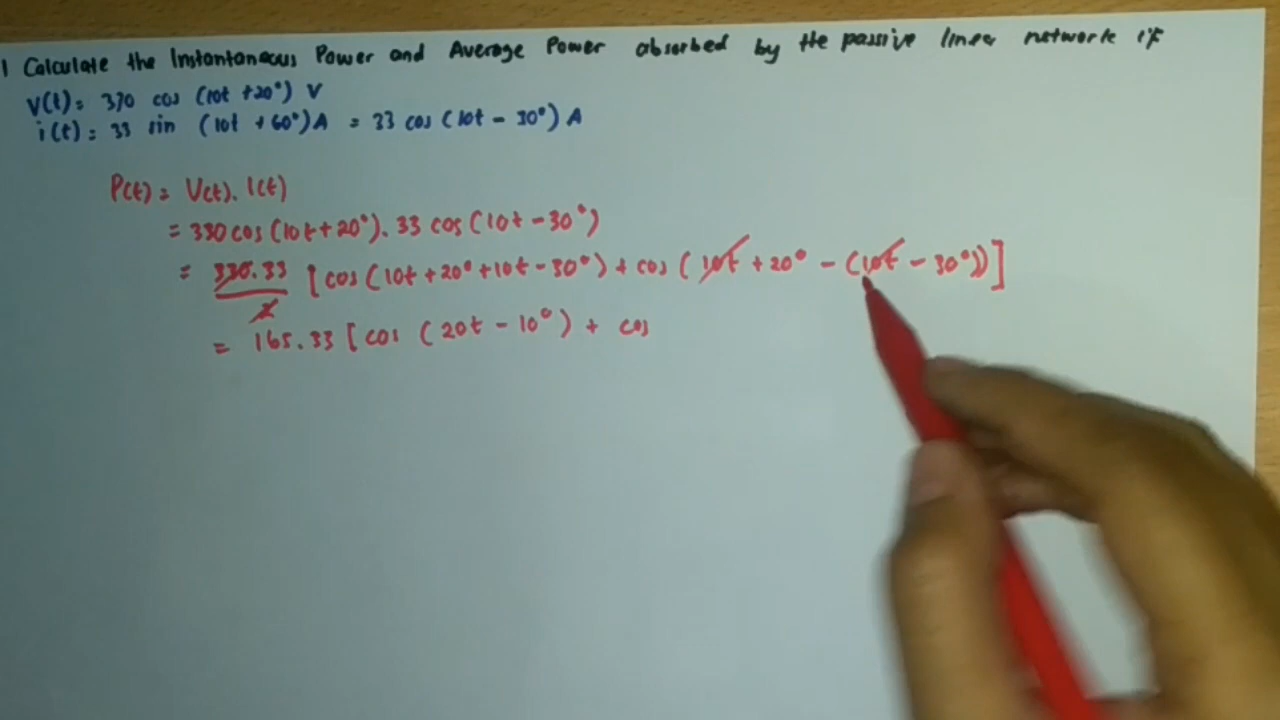 1 Calculate the Instantaneous Power and Average Power absorbed by the passive linear network if
V(t) = 330 cos (10t +20°) V
i(t) = 33 sin (10t + 60°) A = 33 cos (10t - 30°) A
P(t) = V(t). I(t)
= 330 cos (10t+20°). 33 cos (10t -30°)
= 330.33/2 [cos (10t +20° +10t -30°) + cos (10t +20° - (10t - 30°))]
= 165.33 [cos (20t - 10°) + cos